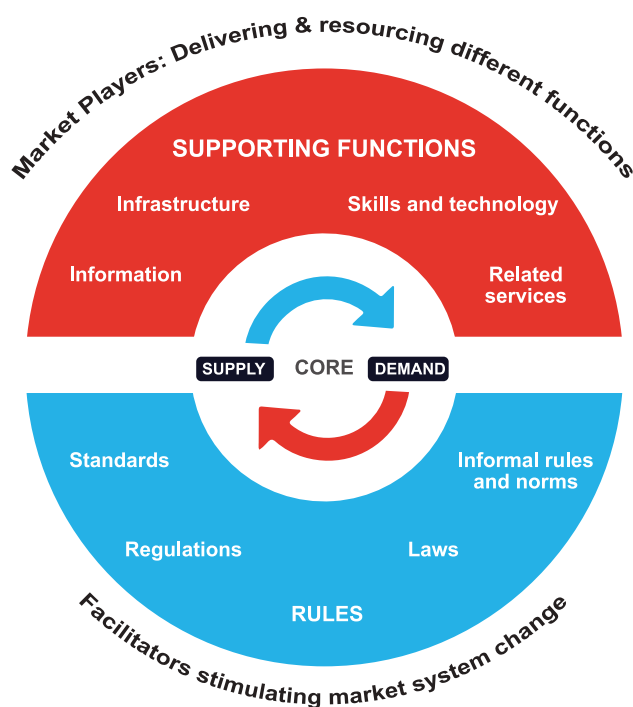 Market Players: Delivering & resourcing different functions
SUPPORTING FUNCTIONS
Infrastructure
Skills and technology
Information
Related
services
SUPPLY
CORE
DEMAND
Standards
Informal rules
and norms
Regulations
Laws
RULES
Facilitators stimulating market system change